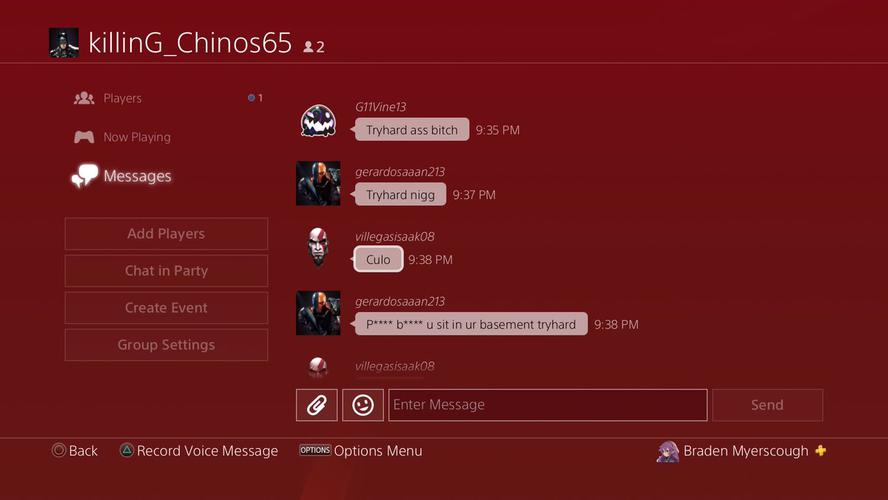 killinG_Chinos65 2
Players 1
Now Playing
Messages
Add Players
Chat in Party
Create Event
Group Settings
G11Vine13
Tryhard ass bitch 9:35 PM
gerardosaaan213
Tryhard nigg 9:37 PM
villegasisaak08
Culo 9:38 PM
gerardosaaan213
P**** b**** u sit in ur basement tryhard 9:38 PM
villegasisaak08
Enter Message
Send
Back
Record Voice Message
OPTIONS Options Menu
Braden Myerscough